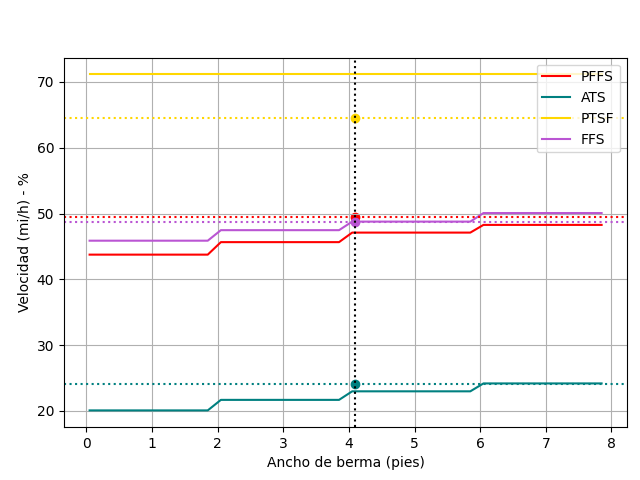 PFFS
ATS
PTSF
FFS
Velocidad (mi/h) - %
70
60
50
40
30
20
0 1 2 3 4 5 6 7 8
Ancho de berma (pies)